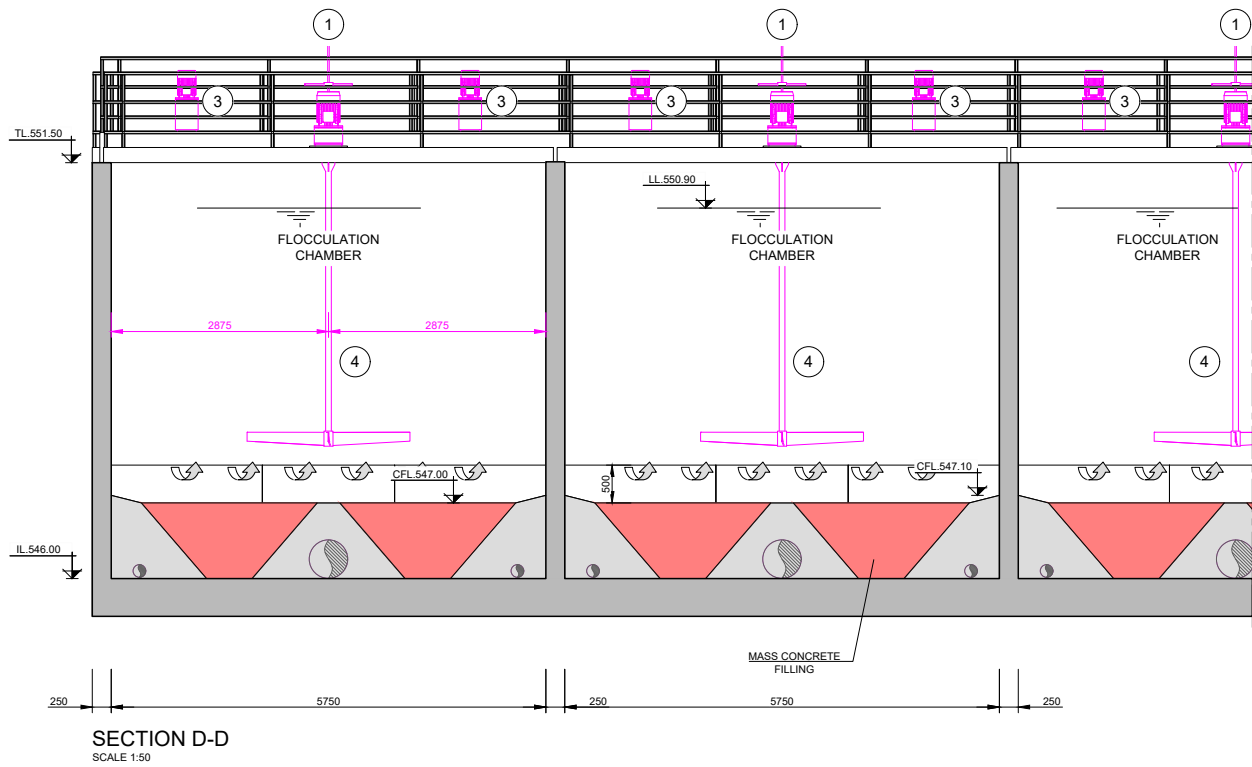 1
1
1
3
3
3
3
3
TL.551.50
LL.550.90
FLOCCULATION
CHAMBER
FLOCCULATION
CHAMBER
FLOCCULATION
CHAMBER
2875
2875
4
4
4
CFL.547.00
500
CFL.547.10
IL.546.00
MASS CONCRETE
FILLING
250
5750
250
5750
250
SECTION D-D
SCALE 1:50